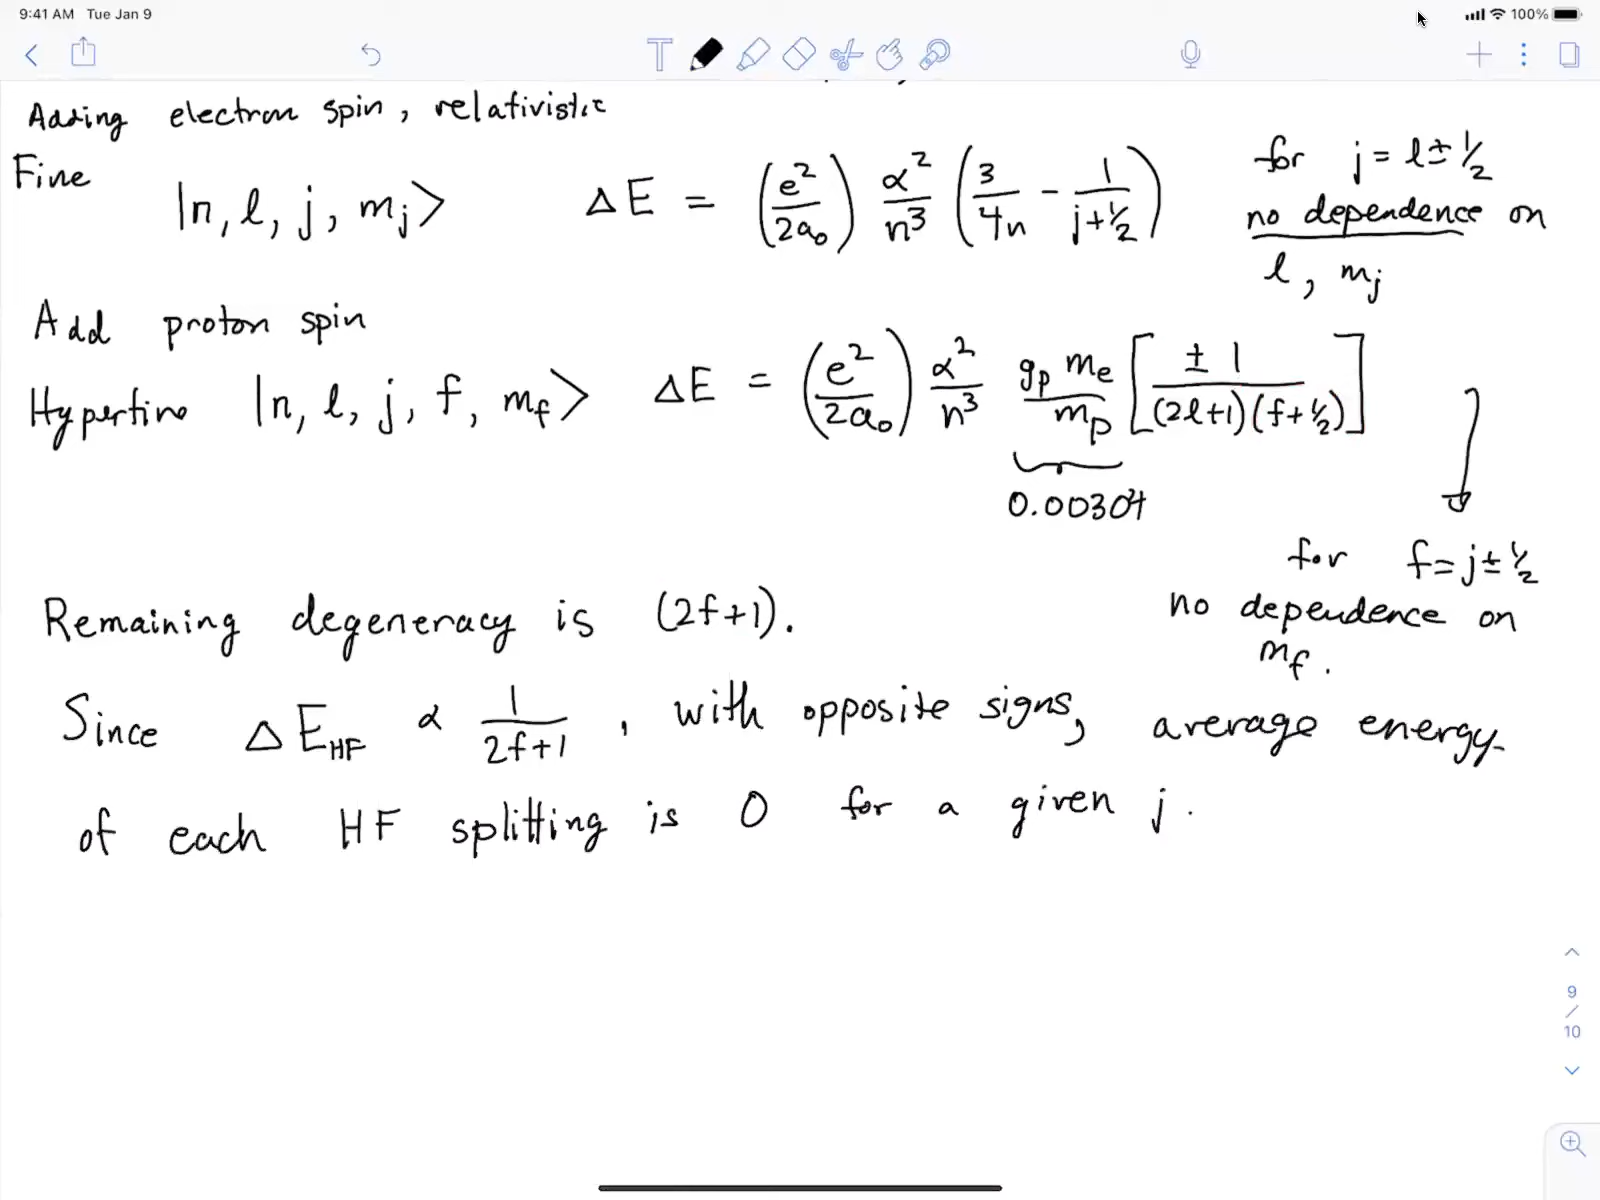 9:41 AM Tue Jan 9
100%
Adding electron spin, relativistic
Fine |n, l, j, mj> ΔE = (e²/2a₀) α²/n³ (3/4n - 1/(j+½)) for j = l±½
no dependence on
l, mj
Add proton spin
Hyperfine |n, l, j, f, mf> ΔE = (e²/2a₀) α²/n³ gp me/mp [±1/((2l+1)(f+½))]
0.00304
for f=j±½
no dependence on
mf.
Remaining degeneracy is (2f+1).
Since ΔE_HF α 1/(2f+1), with opposite signs, average energy
of each HF splitting is 0 for a given j.
9
/
10